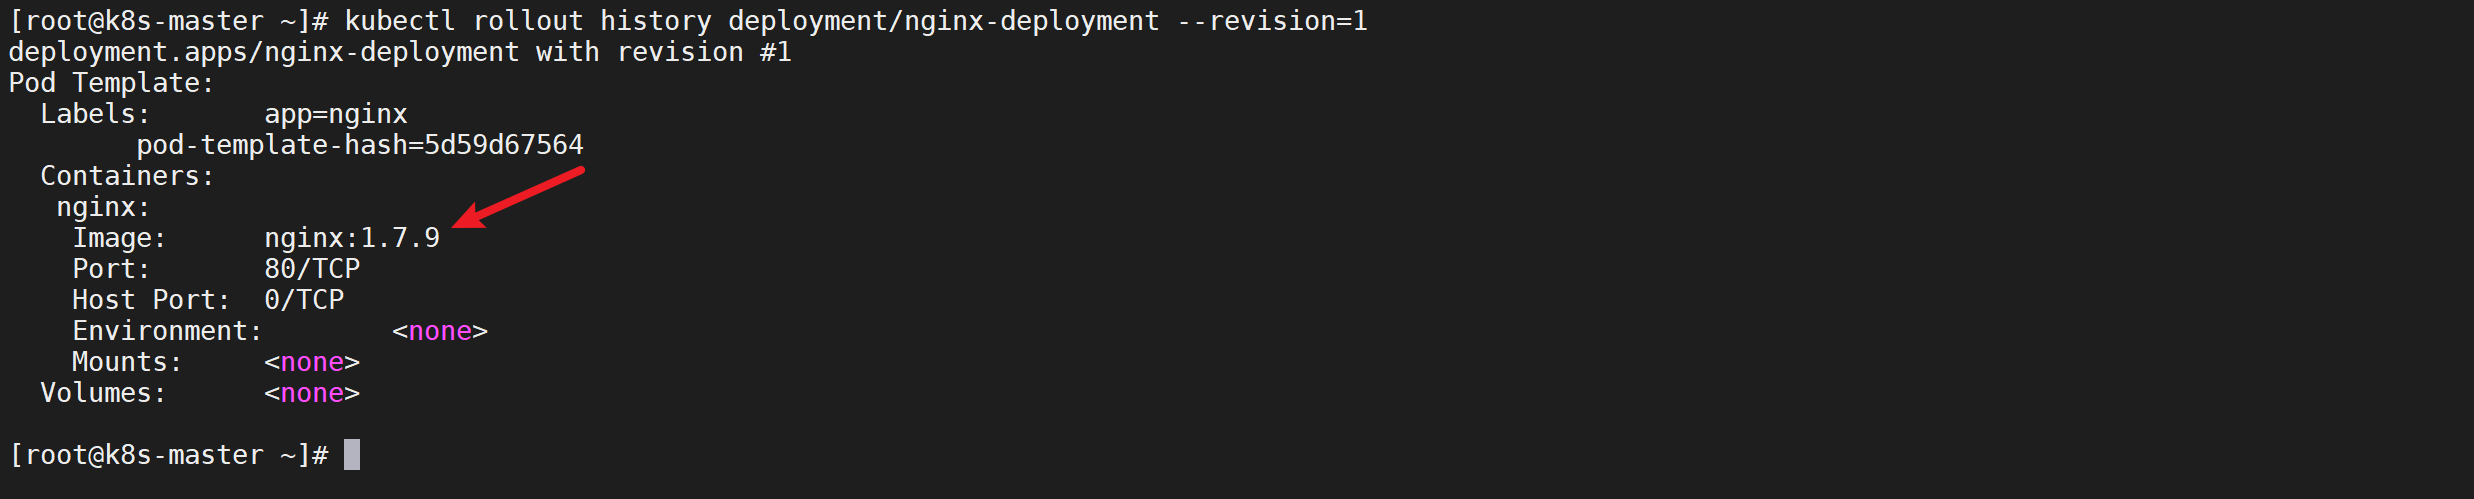 [root@k8s-master ~]# kubectl rollout history deployment/nginx-deployment --revision=1
deployment.apps/nginx-deployment with revision #1
Pod Template:
  Labels:       app=nginx
        pod-template-hash=5d59d67564
  Containers:
   nginx:
    Image:      nginx:1.7.9
    Port:       80/TCP
    Host Port:  0/TCP
    Environment:        <none>
    Mounts:     <none>
  Volumes:      <none>
[root@k8s-master ~]#